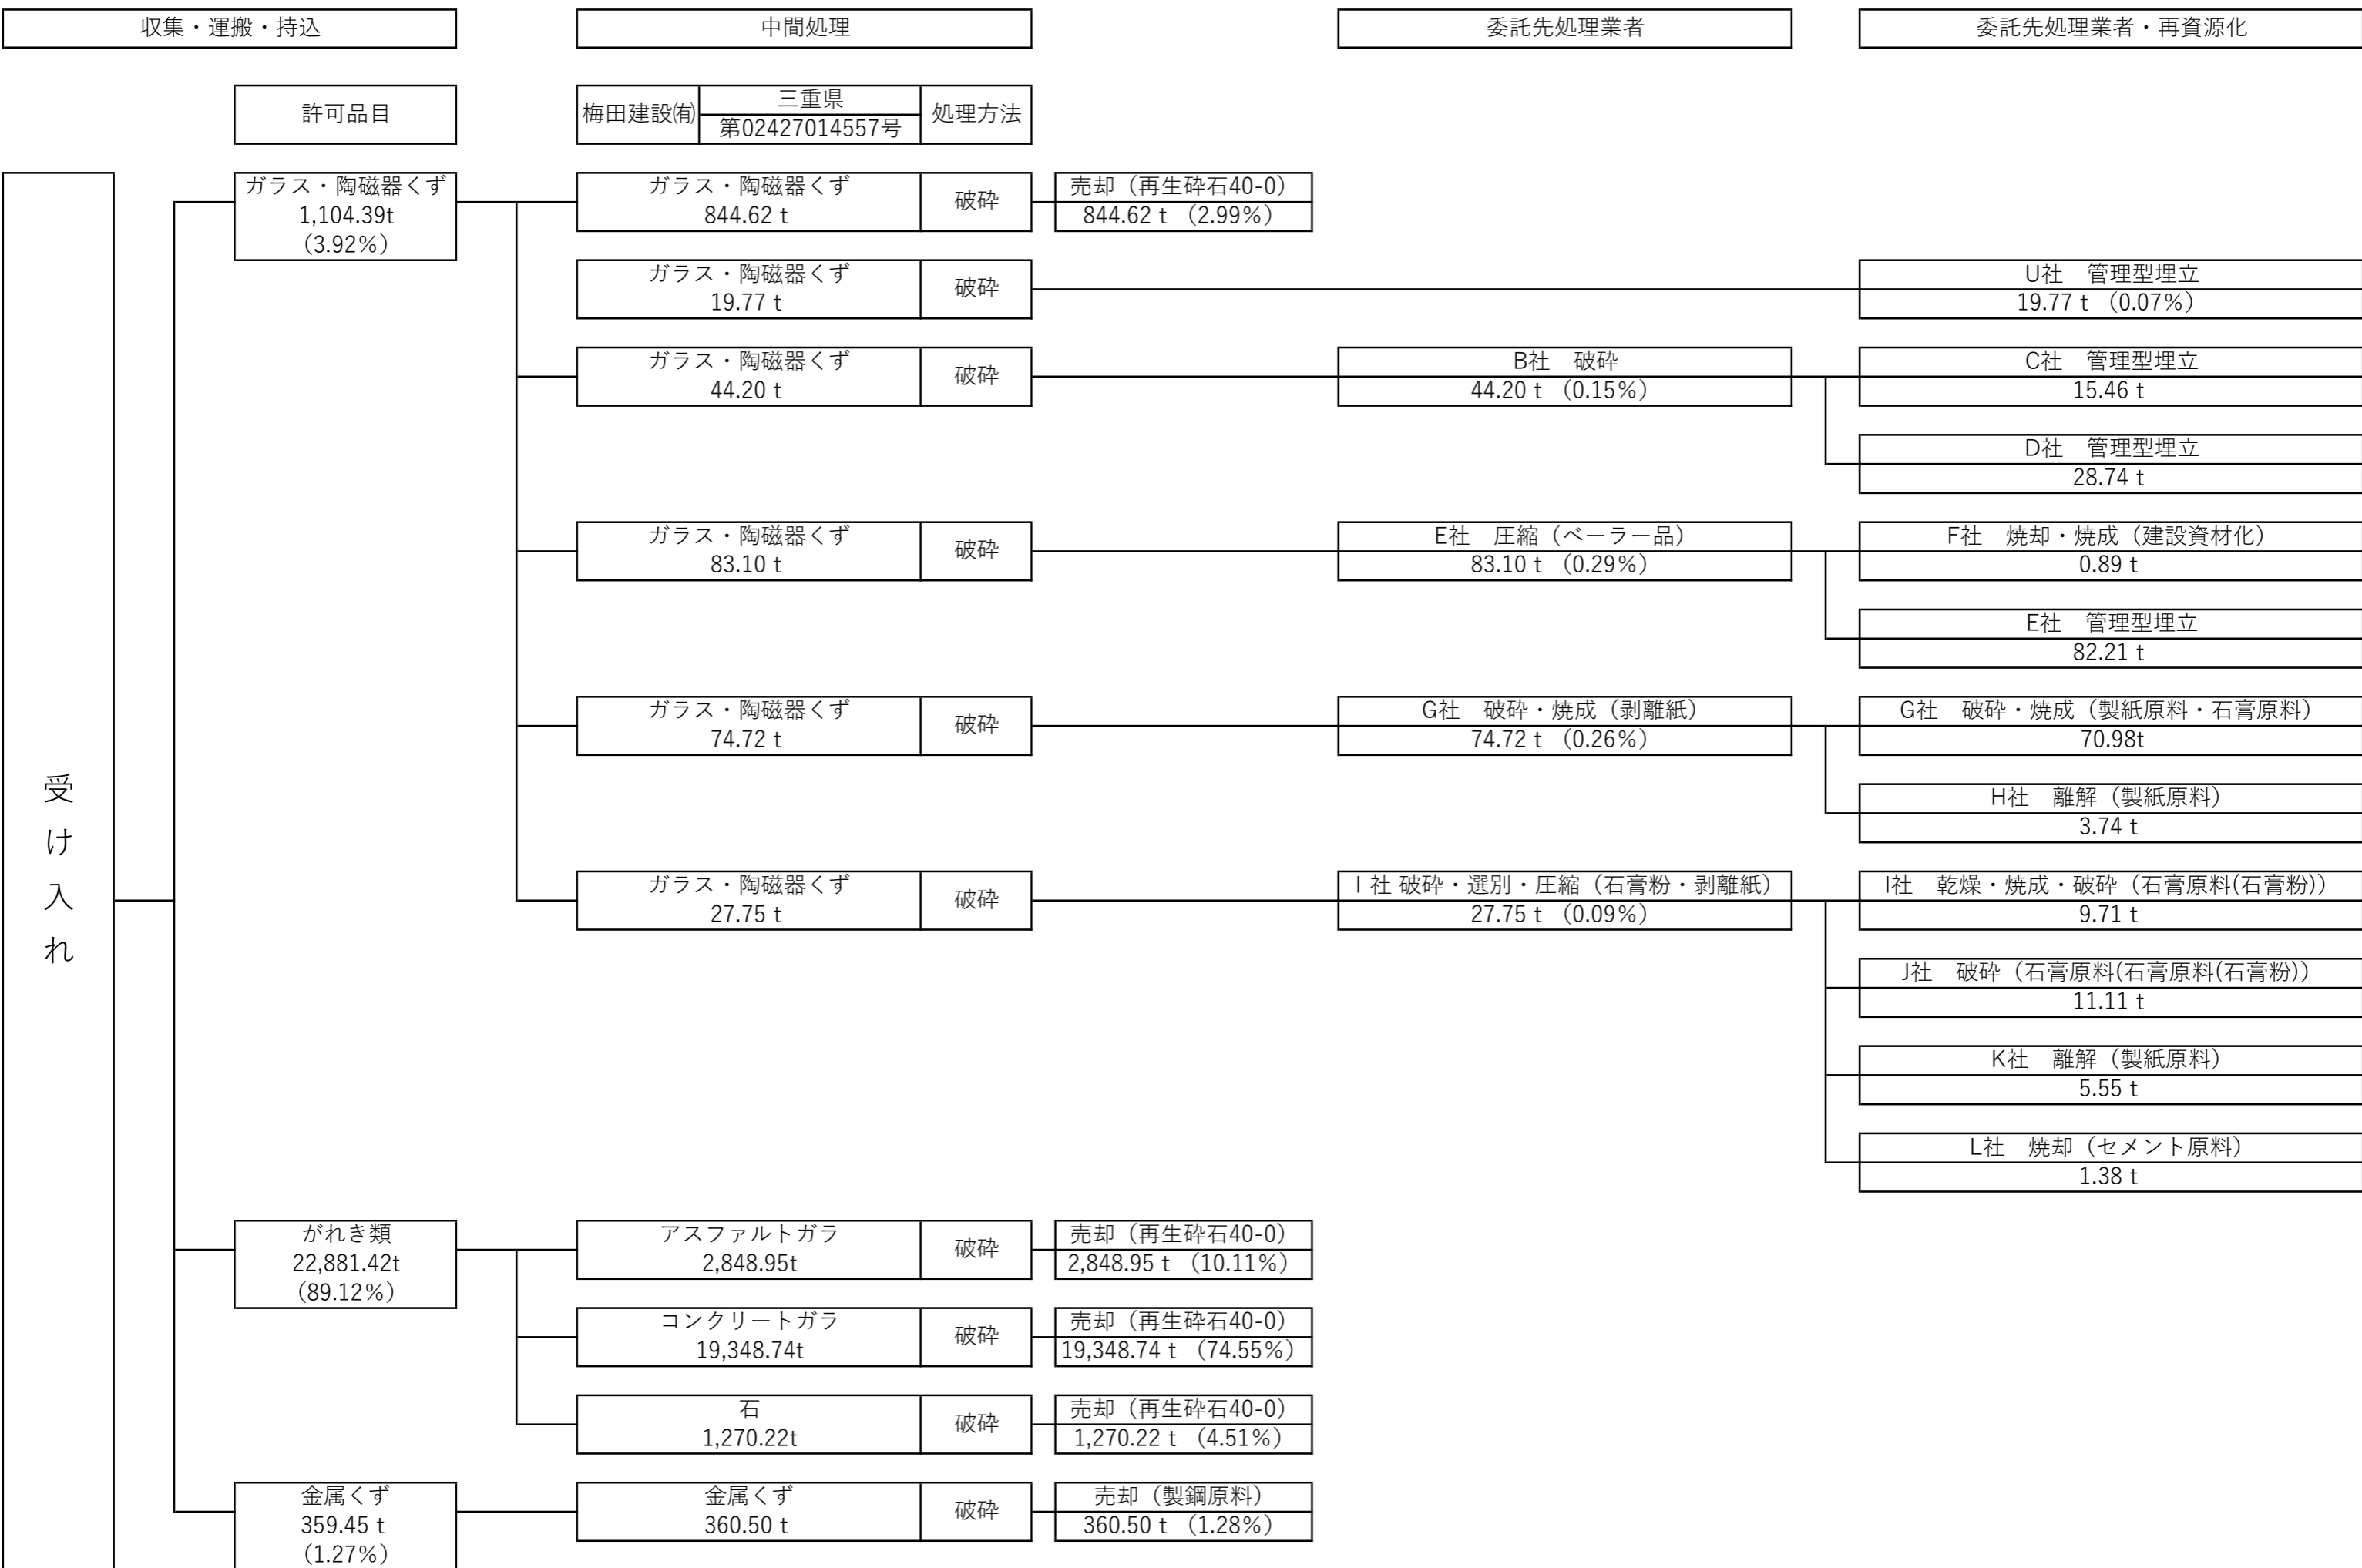 収集・運搬・持込
中間処理
委託先処理業者
委託先処理業者・再資源化
許可品目
梅田建設㈲
三重県
第02427014557号
処理方法
受け入れ
ガラス・陶磁器くず
1,104.39t
（3.92%）
ガラス・陶磁器くず
844.62 t
破砕
売却（再生砕石40-0）
844.62 t （2.99%）
ガラス・陶磁器くず
19.77 t
破砕
U社　管理型埋立
19.77 t （0.07%）
ガラス・陶磁器くず
44.20 t
破砕
B社　破砕
44.20 t （0.15%）
C社　管理型埋立
15.46 t
D社　管理型埋立
28.74 t
ガラス・陶磁器くず
83.10 t
破砕
E社　圧縮（ベーラー品）
83.10 t （0.29%）
F社　焼却・焼成（建設資材化）
0.89 t
E社　管理型埋立
82.21 t
ガラス・陶磁器くず
74.72 t
破砕
G社　破砕・焼成（剥離紙）
74.72 t （0.26%）
G社　破砕・焼成（製紙原料・石膏原料）
70.98t
H社　離解（製紙原料）
3.74 t
ガラス・陶磁器くず
27.75 t
破砕
I 社 破砕・選別・圧縮（石膏粉・剥離紙）
27.75 t （0.09%）
I社　乾燥・焼成・破砕（石膏原料(石膏粉)）
9.71 t
J社　破砕（石膏原料(石膏原料(石膏粉)）
11.11 t
K社　離解（製紙原料）
5.55 t
L社　焼却（セメント原料）
1.38 t
がれき類
22,881.42t
（89.12%）
アスファルトガラ
2,848.95t
破砕
売却（再生砕石40-0）
2,848.95 t （10.11%）
コンクリートガラ
19,348.74t
破砕
売却（再生砕石40-0）
19,348.74 t （74.55%）
石
1,270.22t
破砕
売却（再生砕石40-0）
1,270.22 t （4.51%）
金属くず
359.45 t
（1.27%）
金属くず
360.50 t
破砕
売却（製鋼原料）
360.50 t （1.28%）